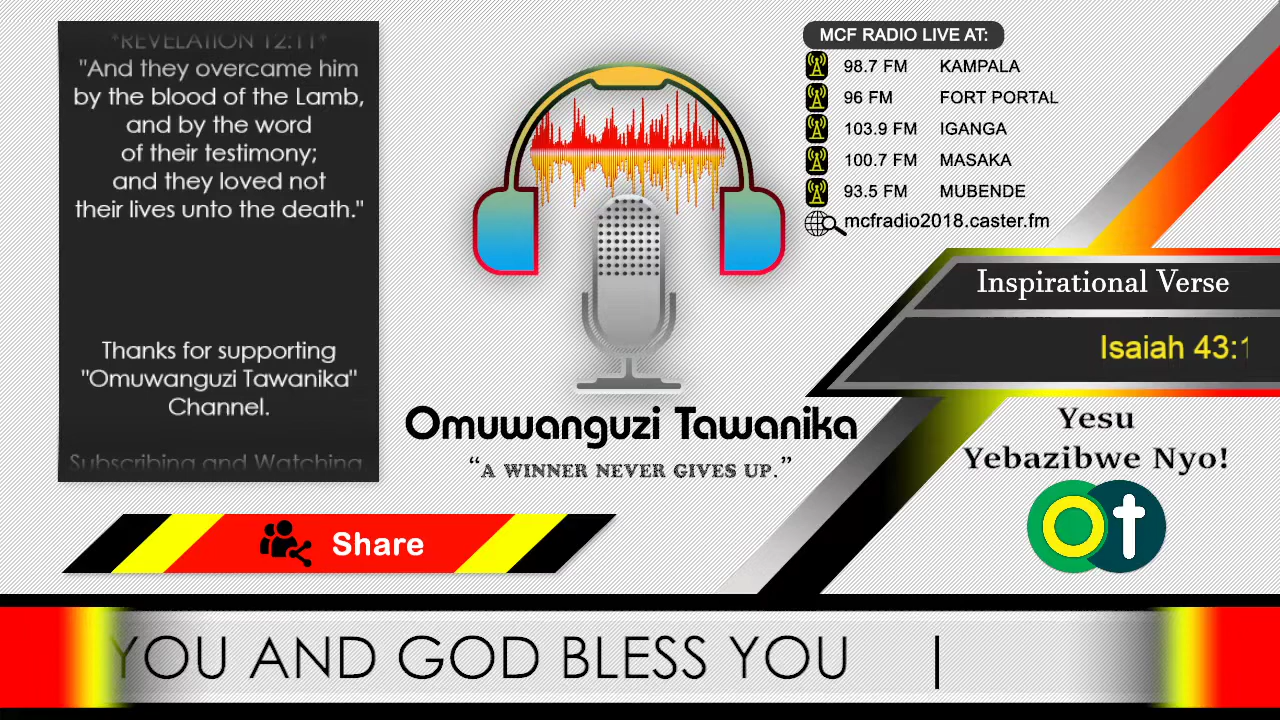 *REVELATION 12:11*
"And they overcame him
by the blood of the Lamb,
and by the word
of their testimony;
and they loved not
their lives unto the death."
Thanks for supporting
"Omuwanguzi Tawanika"
Channel.
Subscribing and Watching
Omuwanguzi Tawanika
“A WINNER NEVER GIVES UP.”
MCF RADIO LIVE AT:
98.7 FM KAMPALA
96 FM FORT PORTAL
103.9 FM IGANGA
100.7 FM MASAKA
93.5 FM MUBENDE
mcfradio2018.caster.fm
Inspirational Verse
Isaiah 43:1
Yesu
Yebazibwe Nyo!
Ot
Share
YOU AND GOD BLESS YOU |